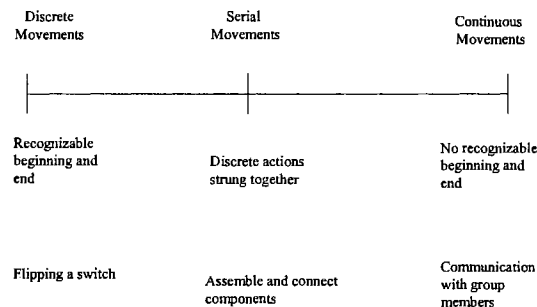 Discrete
Movements
Serial
Movements
Continuous
Movements
Recognizable
beginning and
end
Discrete actions
strung together
No recognizable
beginning and
end
Flipping a switch
Assemble and connect
components
Communication
with group
members